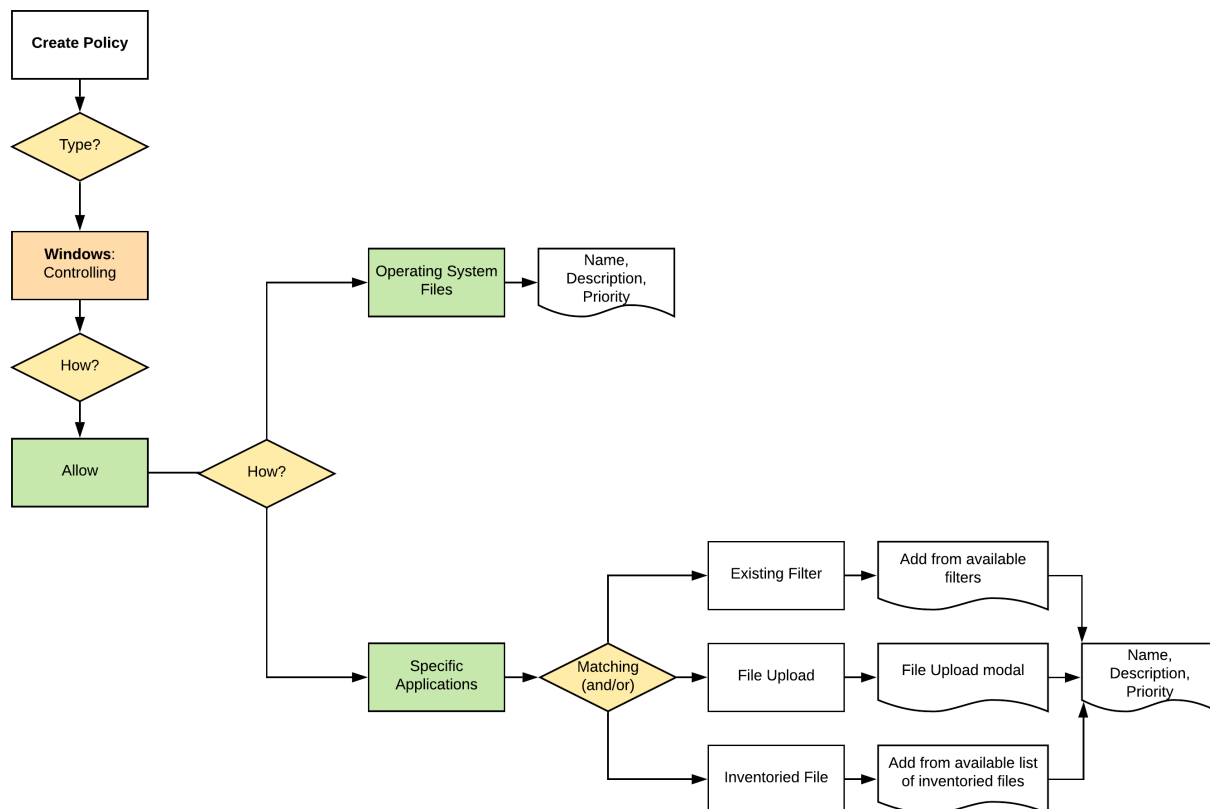 Create Policy
Type?
Windows:
Controlling
How?
Allow
How?
Operating System
Files
Name,
Description,
Priority
Specific
Applications
Matching
(and/or)
Existing Filter
Add from available
filters
File Upload
File Upload modal
Inventoried File
Add from available list
of inventoried files
Name,
Description,
Priority